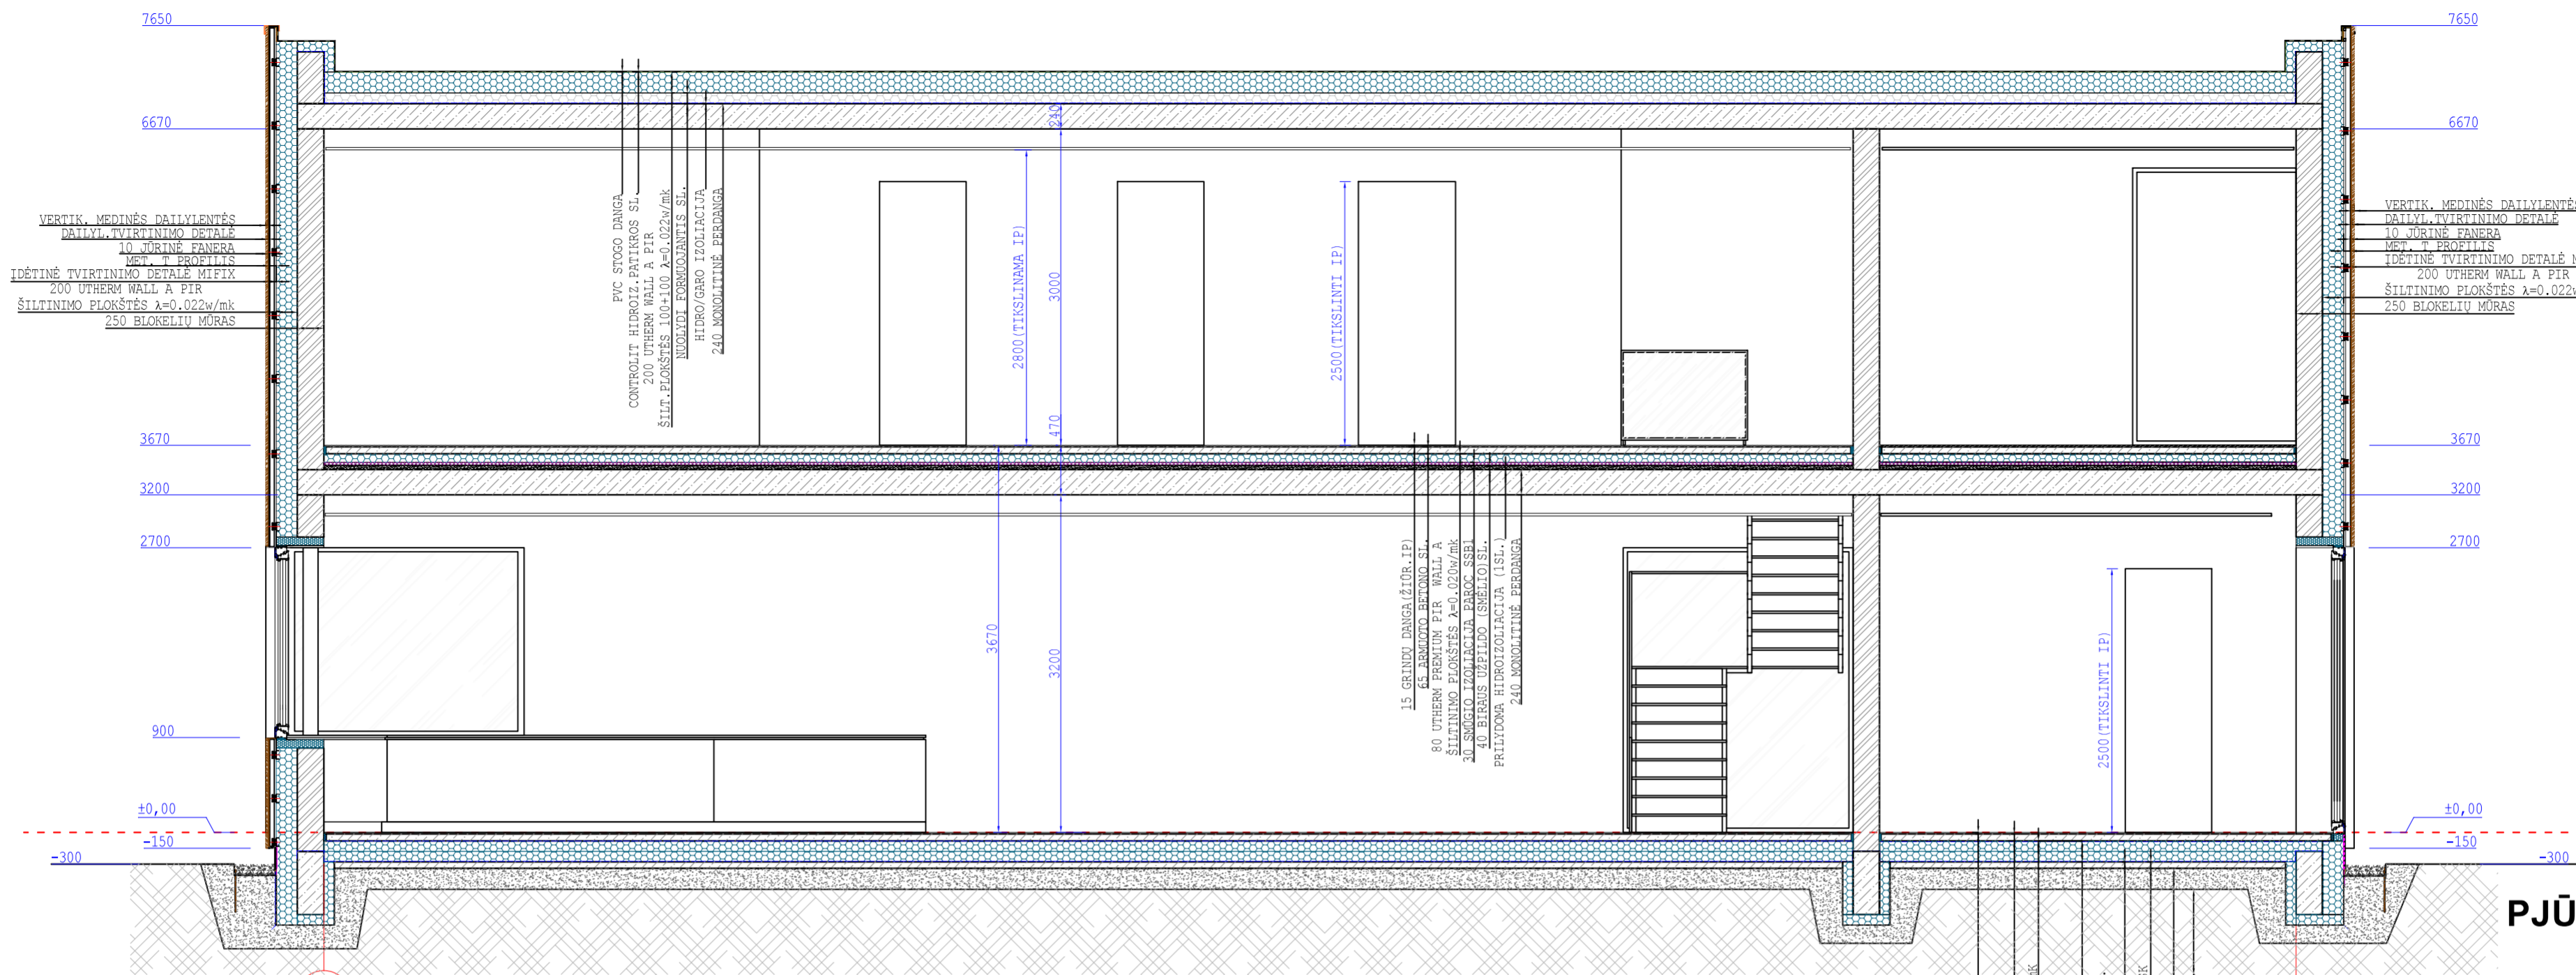 7650
7650
6670
6670
VERTIK. MEDINĖS DAILYLENTĖS
DAILYL.TVIRTINIMO DETALĖ
10 JŪRINĖ FANERA
MET. T PROFILIS
ĮDĖTINĖ TVIRTINIMO DETALĖ MIFIX
200 UTHERM WALL A PIR
ŠILTINIMO PLOKŠTĖS λ=0.022w/mk
250 BLOKELIŲ MŪRAS
PVC STOGO DANGA
CONTROLIT HIDROIZ.PATIKROS SL.
200 UTHERM WALL A PIR
ŠILT.PLOKŠTĖS 100+100 λ=0.022w/mk
NUOLYDI FORMUOJANTIS SL.
HIDRO/GARO IZOLIACIJA
240 MONOLITINĖ PERDANGA
240
3000
2800(TIKSLINAMA IP)
2500(TIKSLINTI IP)
470
VERTIK. MEDINĖS DAILYLENTĖS
DAILYL.TVIRTINIMO DETALĖ
10 JŪRINĖ FANERA
MET. T PROFILIS
ĮDĖTINĖ TVIRTINIMO DETALĖ
200 UTHERM WALL A PIR
ŠILTINIMO PLOKŠTĖS λ=0.022w
250 BLOKELIŲ MŪRAS
3670
3670
3200
3200
2700
2700
15 GRINDŲ DANGA(ŽIŪR.IP)
65 ARMUOTO BETONO SL.
80 UTHERM PREMIUM PIR WALL A
ŠILTINIMO PLOKŠTĖS λ=0.020w/mk
30 SMŪGIO IZOLIACIJA PAROC SSB1
40 BIRAUS UŽPILDO (SMĖLIO)SL.
PRILYDOMA HIDROIZOLIACIJA (1SL.)
240 MONOLITINĖ PERDANGA
3670
3200
2500(TIKSLINTI IP)
900
±0,00
±0,00
-150
-150
-300
-300
PJŪ